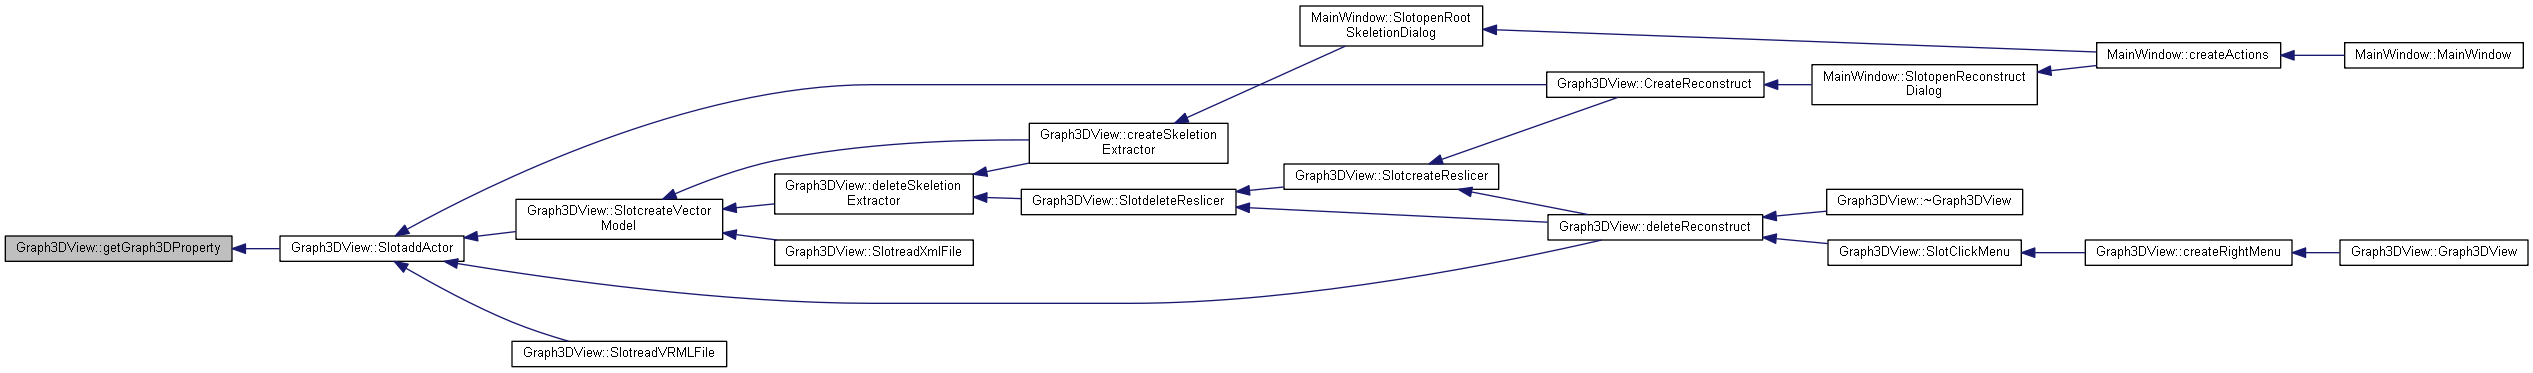 Graph3DView::getGraph3DProperty
Graph3DView::SlotaddActor
Graph3DView::SlotcreateVector
Model
Graph3DView::SlotreadVRMLFile
Graph3DView::deleteSkeletion
Extractor
Graph3DView::SlotreadXmlFile
Graph3DView::createSkeletion
Extractor
Graph3DView::SlotdeleteReslicer
MainWindow::SlotopenRoot
SkeletionDialog
Graph3DView::SlotcreateReslicer
Graph3DView::CreateReconstruct
Graph3DView::deleteReconstruct
MainWindow::SlotopenReconstruct
Dialog
Graph3DView::~Graph3DView
Graph3DView::SlotClickMenu
MainWindow::createActions
Graph3DView::createRightMenu
MainWindow::MainWindow
Graph3DView::Graph3DView